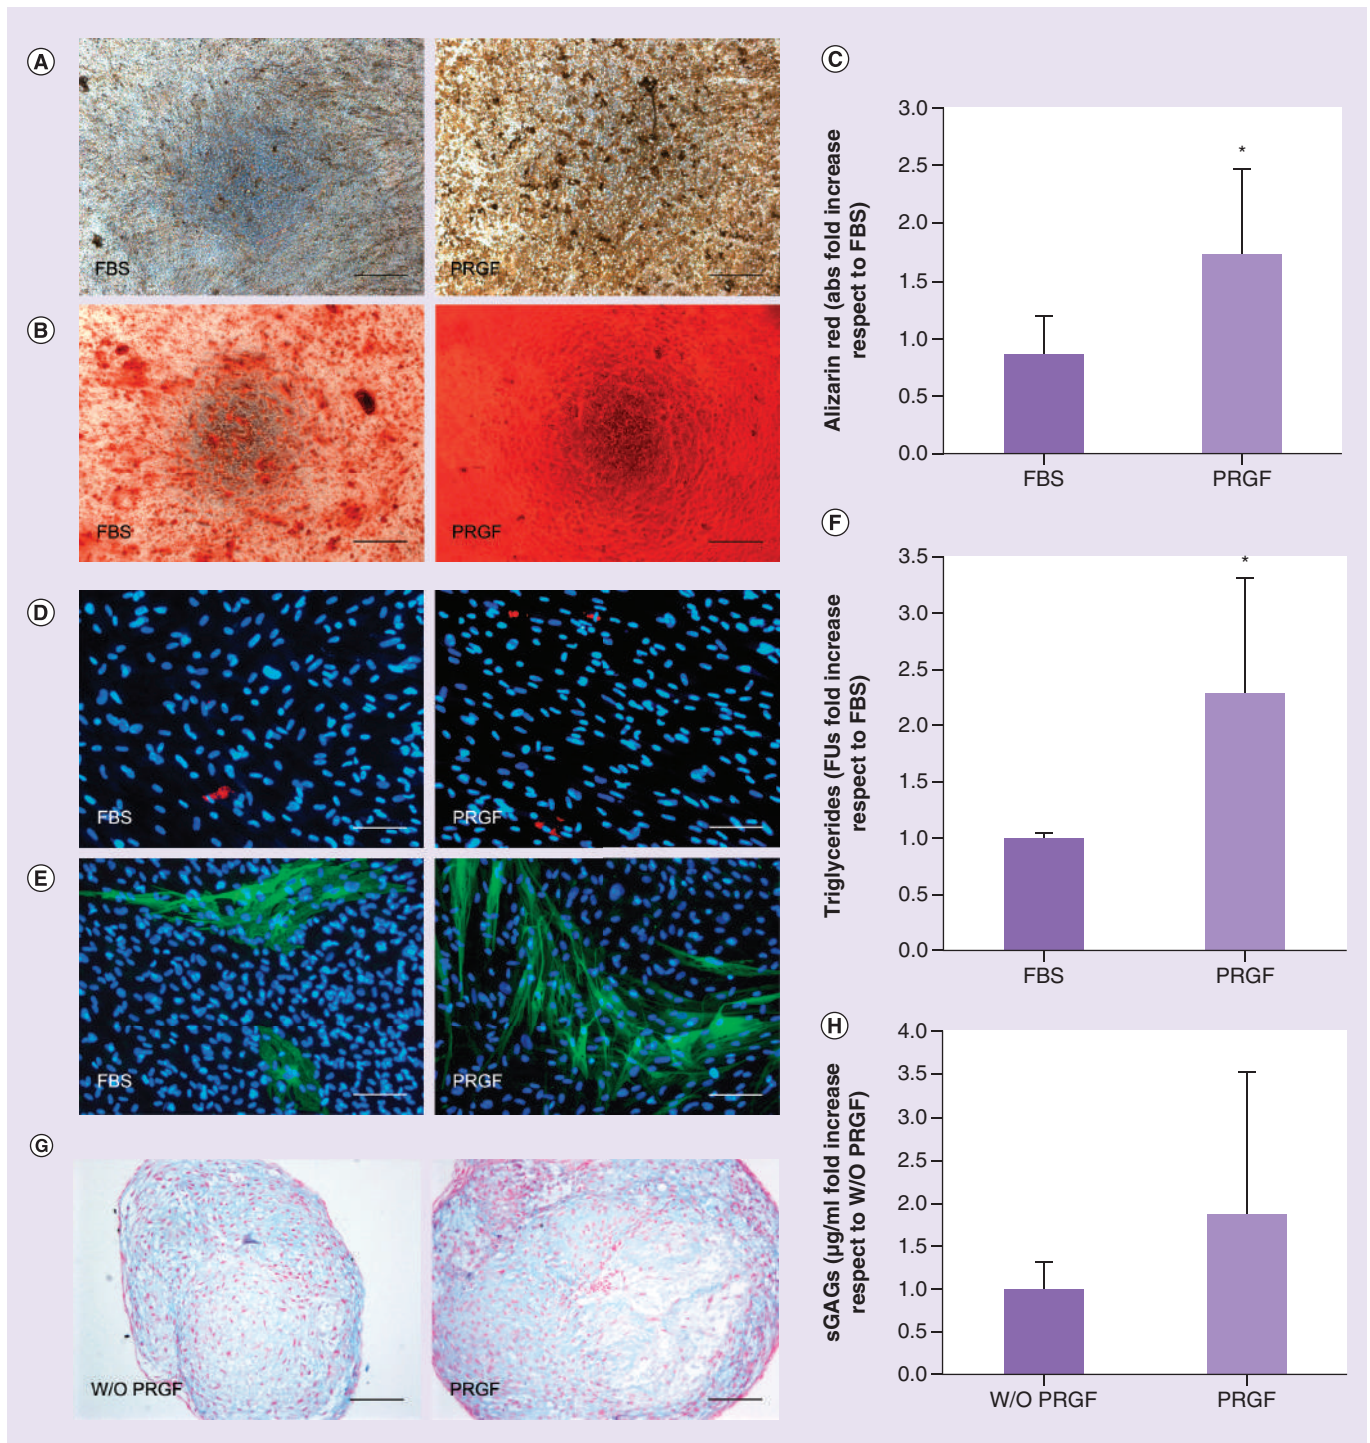 A
FBS
PRGF
B
FBS
PRGF
C
Alizarin red (abs fold increase
respect to FBS)
3.0
2.5
2.0
1.5
1.0
0.5
0.0
*
FBS
PRGF
D
FBS
PRGF
E
FBS
PRGF
F
Triglycerides (FUs fold increase
respect to FBS)
3.5
3.0
2.5
2.0
1.5
1.0
0.5
0.0
*
FBS
PRGF
G
W/O PRGF
PRGF
H
sGAGs (µg/ml fold increase
respect to W/O PRGF)
4.0
3.5
3.0
2.5
2.0
1.5
1.0
0.5
0.0
W/O PRGF
PRGF